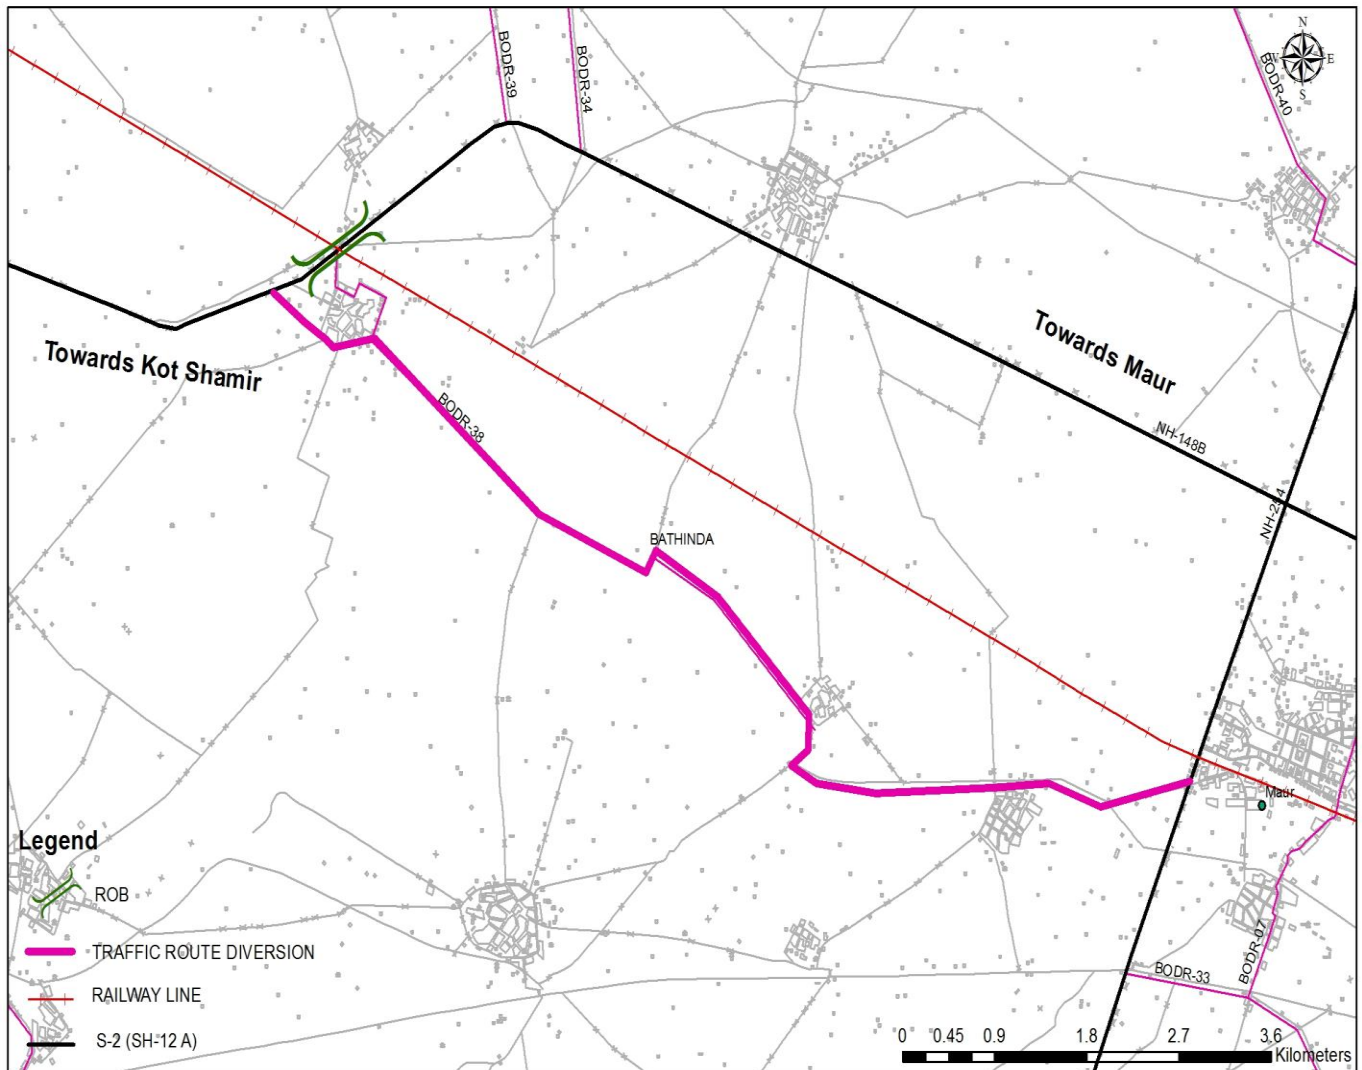 N
W
E
S
BODR-39
BODR-34
BODR-40
Towards Kot Shamir
Towards Maur
BODR-38
NH-148B
NH-254
BATHINDA
Maur
Legend
ROB
TRAFFIC ROUTE DIVERSION
RAILWAY LINE
S-2 (SH-12 A)
BODR-33
BODR-07
0 0.45 0.9 1.8 2.7 3.6
Kilometers